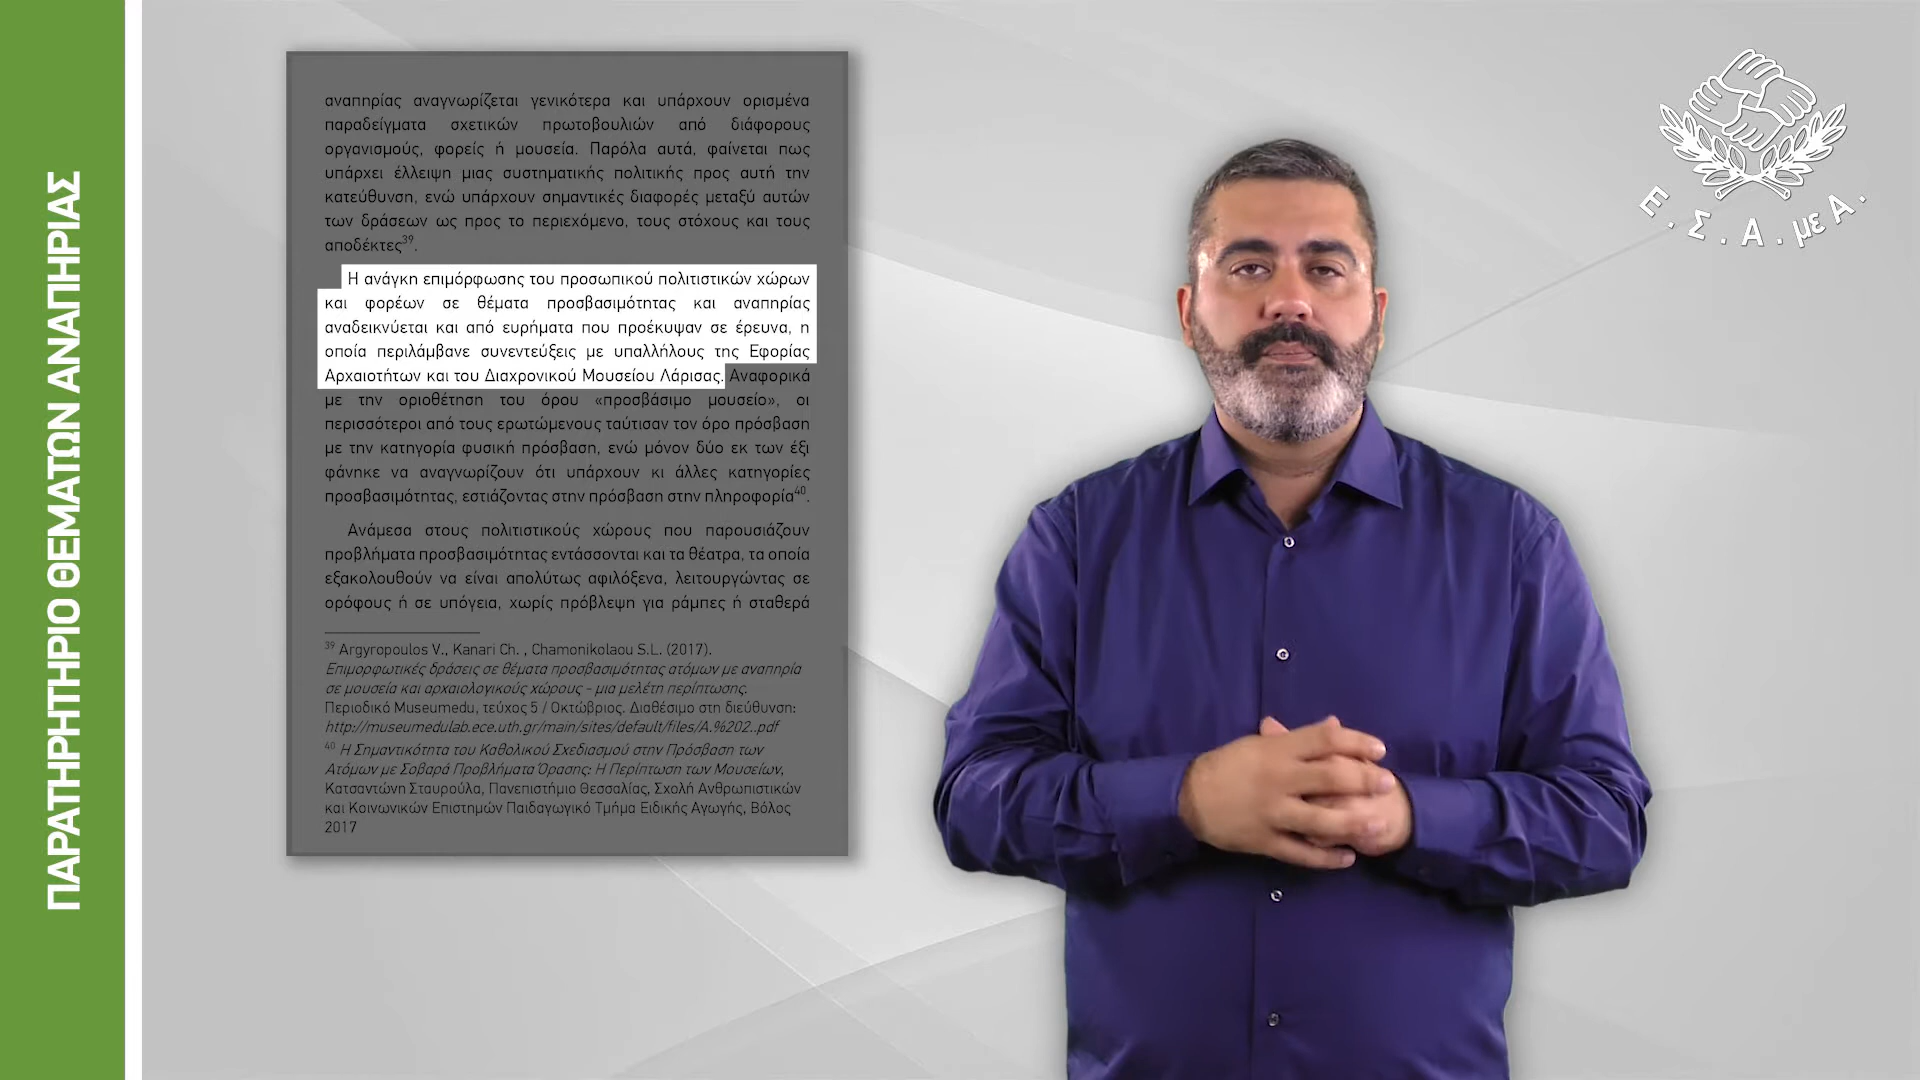 ΠΑΡΑΤΗΡΗΤΗΡΙΟ ΘΕΜΑΤΩΝ ΑΝΑΠΗΡΙΑΣ
αναπηρίας αναγνωρίζεται γενικότερα και υπάρχουν ορισμένα
παραδείγματα σχετικών πρωτοβουλιών από διάφορους
οργανισμούς, φορείς ή μουσεία. Παρόλα αυτά, φαίνεται πως
υπάρχει έλλειψη μιας συστηματικής πολιτικής προς αυτή την
κατεύθυνση, ενώ υπάρχουν σημαντικές διαφορές μεταξύ αυτών
των δράσεων ως προς το περιεχόμενο, τους στόχους και τους
αποδέκτες39.
Η ανάγκη επιμόρφωσης του προσωπικού πολιτιστικών χώρων
και φορέων σε θέματα προσβασιμότητας και αναπηρίας
αναδεικνύεται και από ευρήματα που προέκυψαν σε έρευνα, η
οποία περιλάμβανε συνεντεύξεις με υπαλλήλους της Εφορίας
Αρχαιοτήτων και του Διαχρονικού Μουσείου Λάρισας. Αναφορικά
με την οριοθέτηση του όρου «προσβάσιμο μουσείο», οι
περισσότεροι από τους ερωτώμενους ταύτισαν τον όρο πρόσβαση
με την κατηγορία φυσική πρόσβαση, ενώ μόνον δύο εκ των έξι
φάνηκε να αναγνωρίζουν ότι υπάρχουν κι άλλες κατηγορίες
προσβασιμότητας, εστιάζοντας στην πρόσβαση στην πληροφορία40.
Ανάμεσα στους πολιτιστικούς χώρους που παρουσιάζουν
προβλήματα προσβασιμότητας εντάσσονται και τα θέατρα, τα οποία
εξακολουθούν να είναι απολύτως αφιλόξενα, λειτουργώντας σε
ορόφους ή σε υπόγεια, χωρίς πρόβλεψη για ράμπες ή σταθερά
39 Argyropoulos V., Kanari Ch. , Chamonikolaou S.L. (2017).
Επιμορφωτικές δράσεις σε θέματα προσβασιμότητας ατόμων με αναπηρία
σε μουσεία και αρχαιολογικούς χώρους - μια μελέτη περίπτωσης.
Περιοδικό Museumedu, τεύχος 5 / Οκτώβριος. Διαθέσιμο στη διεύθυνση:
http://museumedulab.ece.uth.gr/main/sites/default/files/A.%202..pdf
40 Η Σημαντικότητα του Καθολικού Σχεδιασμού στην Πρόσβαση των
Ατόμων με Σοβαρά Προβλήματα Όρασης: Η Περίπτωση των Μουσείων,
Κατσαντώνη Σταυρούλα, Πανεπιστήμιο Θεσσαλίας, Σχολή Ανθρωπιστικών
και Κοινωνικών Επιστημών Παιδαγωγικό Τμήμα Ειδικής Αγωγής, Βόλος
2017
Ε.Σ.Α.με Α.